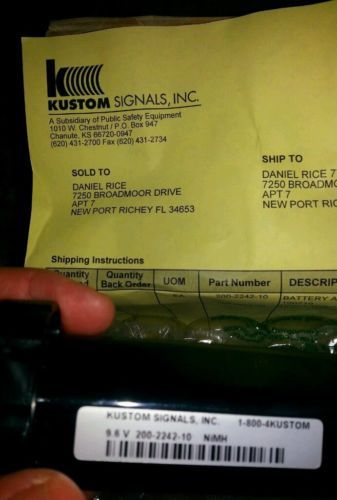 KUSTOM SIGNALS, INC.
A Subsidiary of Public Safety Equipment
1010 W. Chestnut / P.O. Box 947
Chanute, KS 66720-0947
(620) 431-2700 Fax (620) 431-2734
SOLD TO
SHIP TO
DANIEL RICE
7250 BROADMOOR DRIVE
APT 7
NEW PORT RICHEY FL 34653
DANIEL RICE 7
7250 BROADMOO
APT 7
NEW PORT RIC
Shipping Instructions
Quantity
Quantity Back Order
UOM
Part Number
DESCRIP
EA
200-2242-10
BATTERY A
KUSTOM SIGNALS, INC. 1-800-4KUSTOM
9.6 V 200-2242-10 NiMH